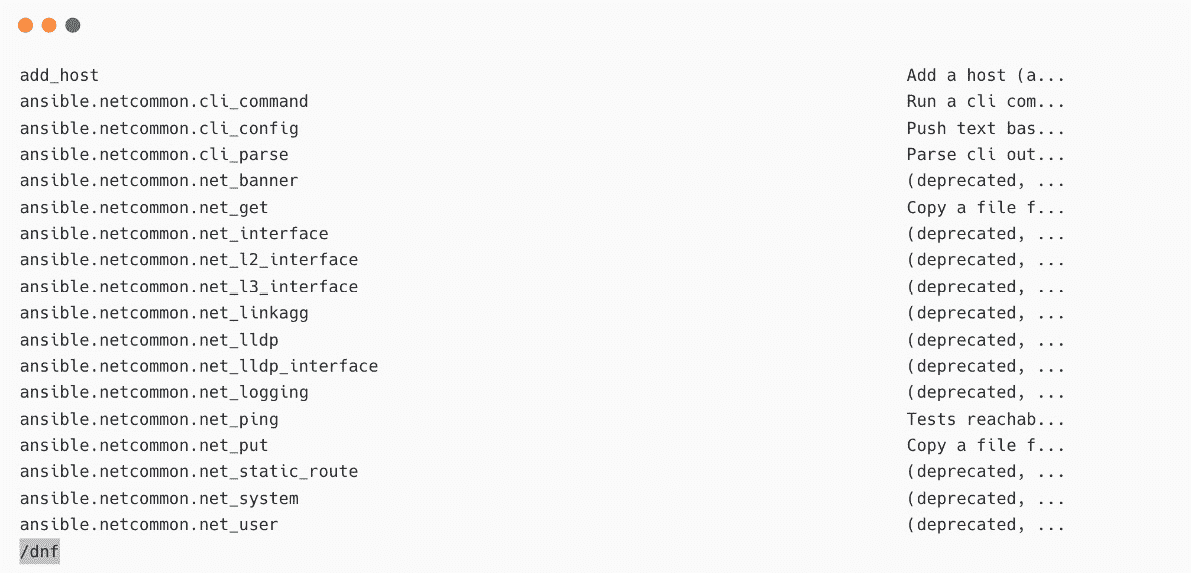 add_host Add a host (a...
ansible.netcommon.cli_command Run a cli com...
ansible.netcommon.cli_config Push text bas...
ansible.netcommon.cli_parse Parse cli out...
ansible.netcommon.net_banner (deprecated, ...
ansible.netcommon.net_get Copy a file f...
ansible.netcommon.net_interface (deprecated, ...
ansible.netcommon.net_l2_interface (deprecated, ...
ansible.netcommon.net_l3_interface (deprecated, ...
ansible.netcommon.net_linkagg (deprecated, ...
ansible.netcommon.net_lldp (deprecated, ...
ansible.netcommon.net_lldp_interface (deprecated, ...
ansible.netcommon.net_logging (deprecated, ...
ansible.netcommon.net_ping Tests reachab...
ansible.netcommon.net_put Copy a file f...
ansible.netcommon.net_static_route (deprecated, ...
ansible.netcommon.net_system (deprecated, ...
ansible.netcommon.net_user (deprecated, ...
/dnf